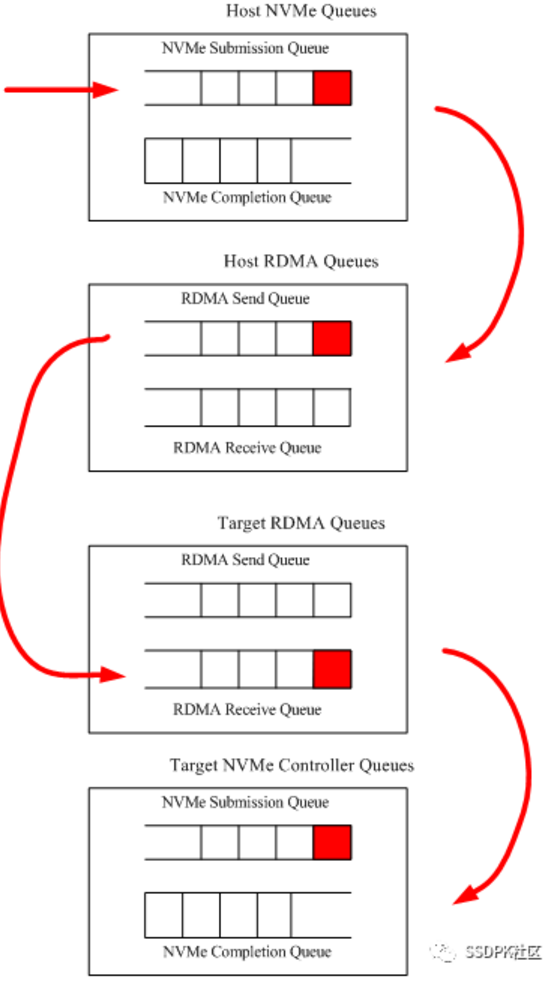 Host NVMe Queues
NVMe Submission Queue
NVMe Completion Queue
Host RDMA Queues
RDMA Send Queue
RDMA Receive Queue
Target RDMA Queues
RDMA Send Queue
RDMA Receive Queue
Target NVMe Controller Queues
NVMe Submission Queue
NVMe Completion Queue
SSDPK社区